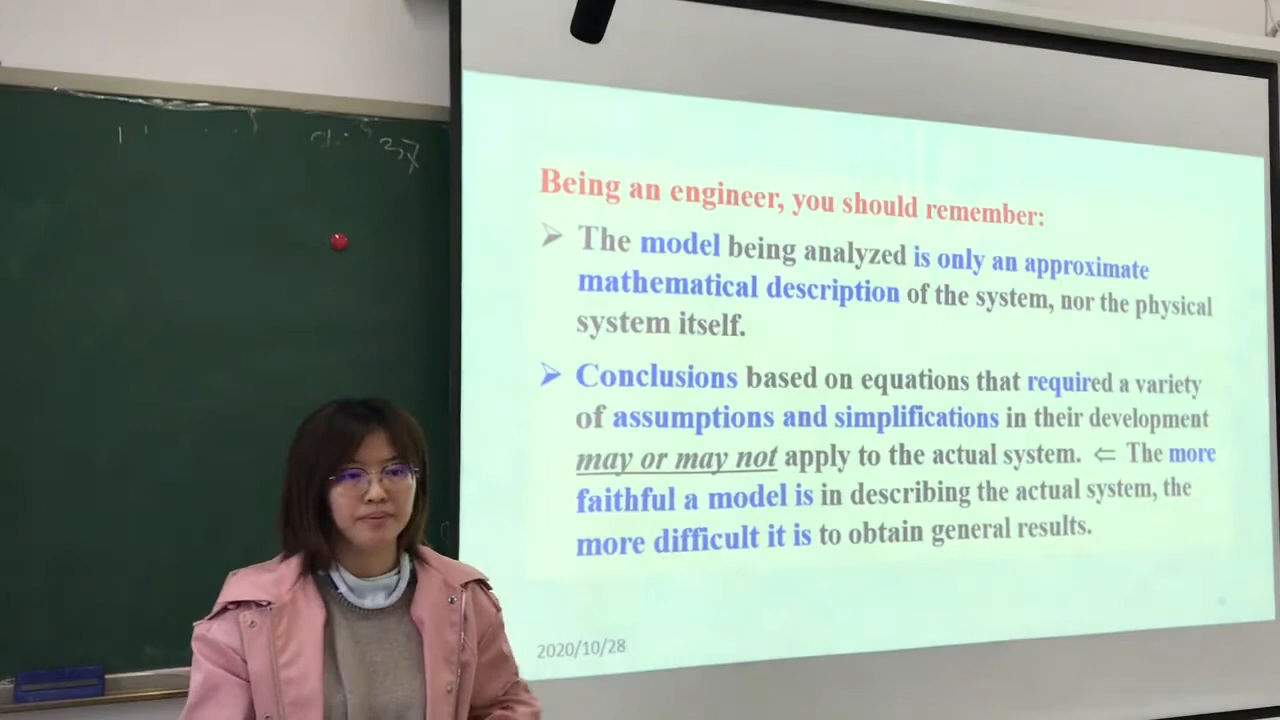 Being an engineer, you should remember:
➢ The model being analyzed is only an approximate
mathematical description of the system, nor the physical
system itself.
➢ Conclusions based on equations that required a variety
of assumptions and simplifications in their development
may or may not apply to the actual system. ⇐ The more
faithful a model is in describing the actual system, the
more difficult it is to obtain general results.
2020/10/28